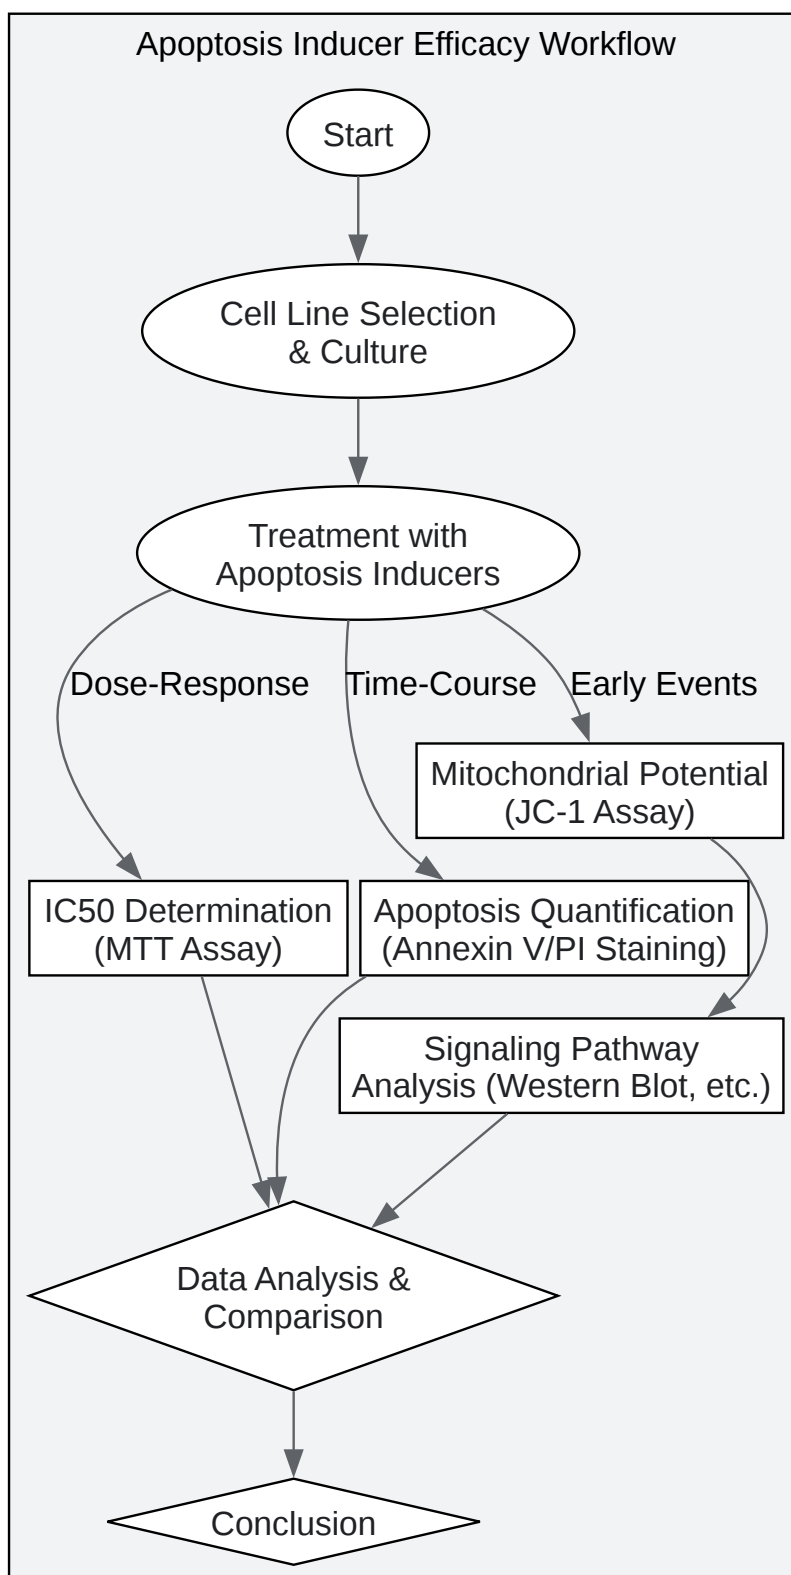 Apoptosis Inducer Efficacy Workflow
Start
Cell Line Selection
& Culture
Treatment with
Apoptosis Inducers
Dose-Response
Time-Course
Early Events
Mitochondrial Potential
(JC-1 Assay)
IC50 Determination
(MTT Assay)
Apoptosis Quantification
(Annexin V/PI Staining)
Signaling Pathway
Analysis (Western Blot, etc.)
Data Analysis &
Comparison
Conclusion